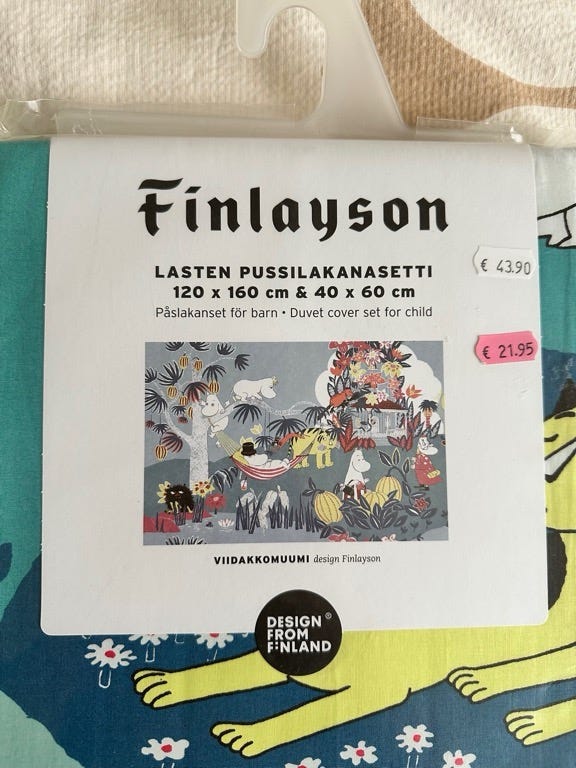 Finlayson
LASTEN PUSSILAKANASETTI
120 x 160 cm & 40 x 60 cm
Påslakanset för barn • Duvet cover set for child
€ 43.90
€ 21.95
VIIDAKKOMUUMI design Finlayson
DESIGN ®
FROM
FINLAND